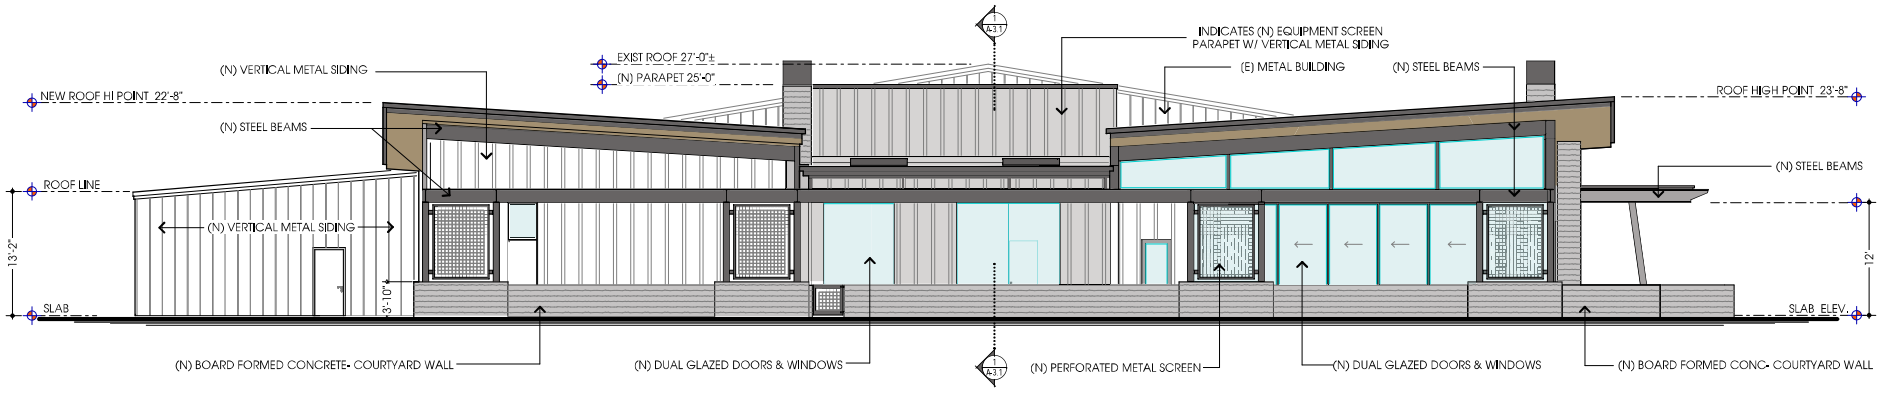 1
A-3.1
INDICATES (N) EQUIPMENT SCREEN
PARAPET W/ VERTICAL METAL SIDING
EXIST ROOF 27'-0"±
(N) VERTICAL METAL SIDING
(N) PARAPET 25'-0"
(E) METAL BUILDING
(N) STEEL BEAMS
NEW ROOF HI POINT 22'-8"
ROOF HIGH POINT 23'-8"
(N) STEEL BEAMS
(N) STEEL BEAMS
ROOF LINE
(N) VERTICAL METAL SIDING
13'-2"
12'
3'-10"
SLAB
SLAB ELEV.
(N) BOARD FORMED CONCRETE- COURTYARD WALL
(N) DUAL GLAZED DOORS & WINDOWS
1
A-3.1
(N) PERFORATED METAL SCREEN
(N) DUAL GLAZED DOORS & WINDOWS
(N) BOARD FORMED CONC- COURTYARD WALL